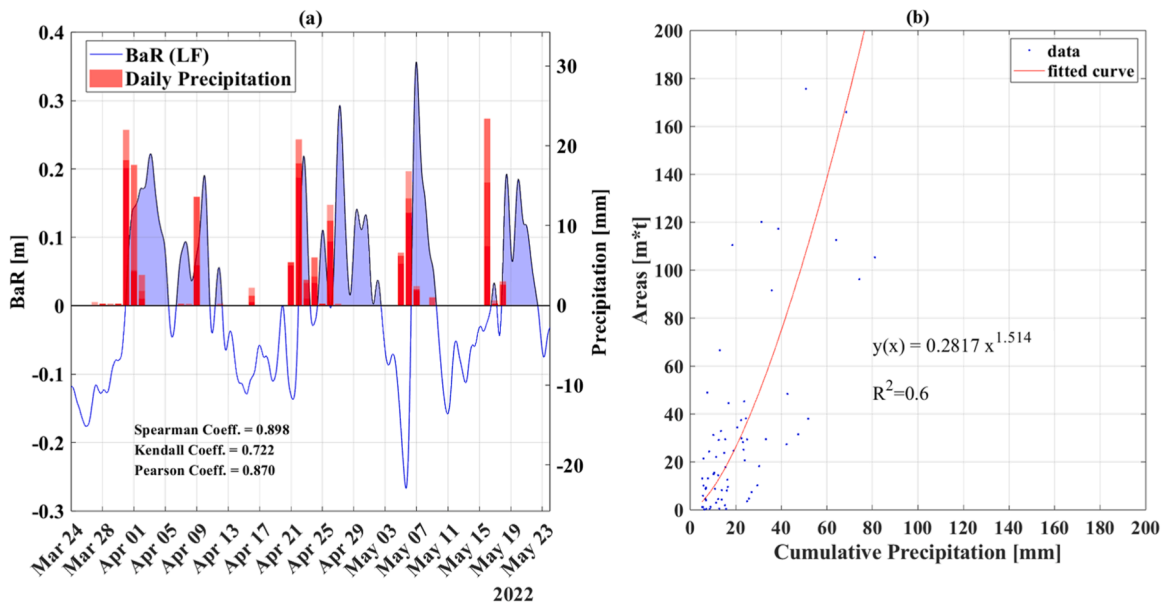 (a)
BaR (LF)
Daily Precipitation
0.4
0.3
0.2
0.1
0
-0.1
-0.2
-0.3
BaR [m]
30
20
10
0
-10
-20
Precipitation [mm]
Spearman Coeff. = 0.898
Kendall Coeff. = 0.722
Pearson Coeff. = 0.870
Mar 24
Mar 28
Apr 01
Apr 05
Apr 09
Apr 13
Apr 17
Apr 21
Apr 25
Apr 29
May 03
May 07
May 11
May 15
May 19
May 23
2022
(b)
data
fitted curve
200
180
160
140
120
100
80
60
40
20
0
Areas [m*t]
y(x) = 0.2817 x^1.514
R^2=0.6
0 20 40 60 80 100 120 140 160 180 200
Cumulative Precipitation [mm]